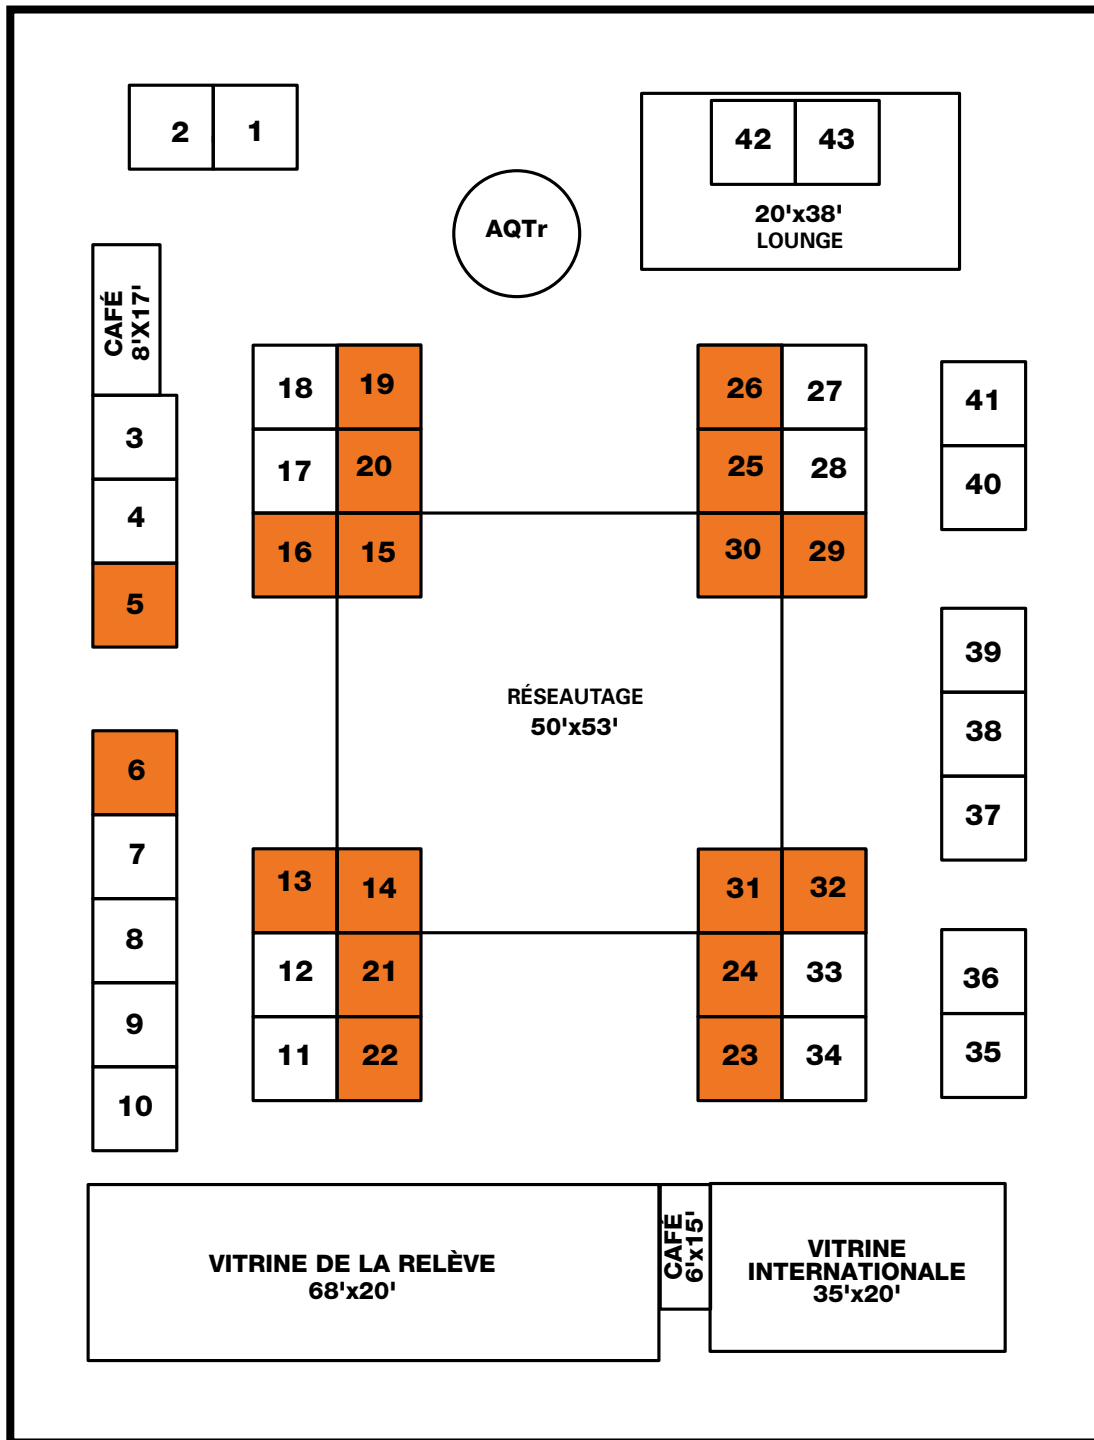 2 1
42 43
20'x38'
LOUNGE
AQTr
CAFÉ
8'X17'
3
4
5
18 19
17 20
16 15
26 27
25 28
30 29
41
40
RÉSEAUTAGE
50'x53'
39
38
37
6
7
8
9
10
13 14
12 21
11 22
31 32
24 33
23 34
36
35
VITRINE DE LA RELÈVE
68'x20'
CAFÉ
6'x15'
VITRINE
INTERNATIONALE
35'x20'